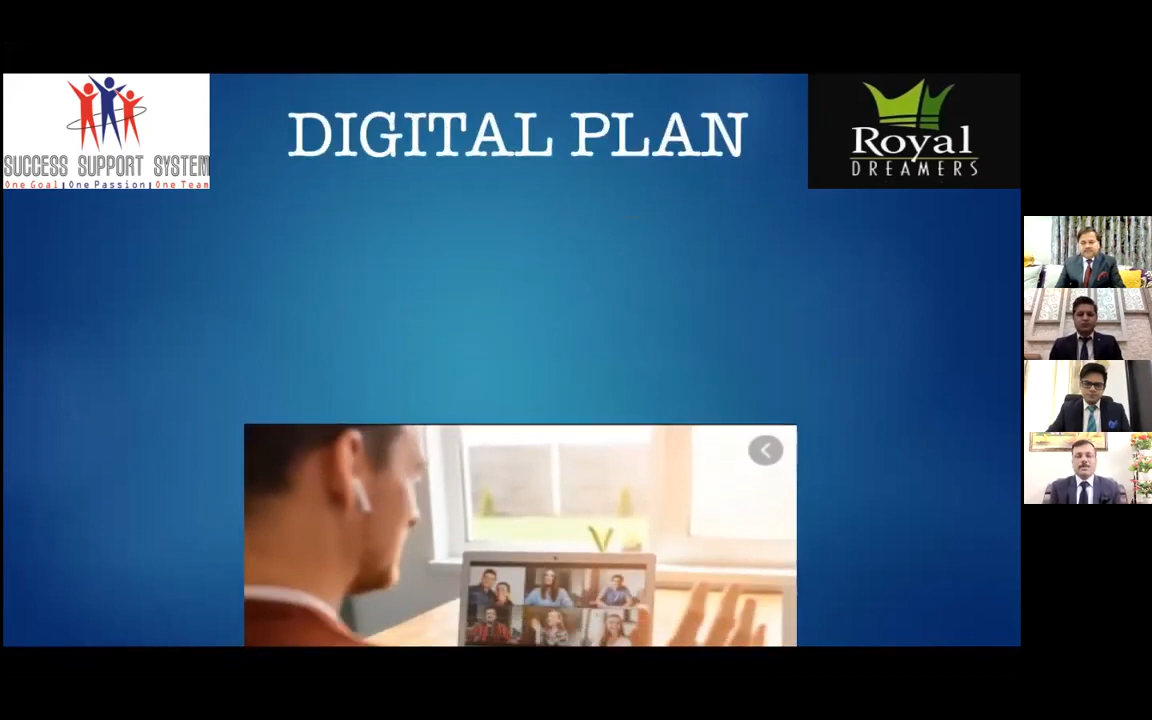 DIGITAL PLAN
SUCCESS SUPPORT SYSTEM
One Goal | One Passion | One Team
Royal
DREAMERS